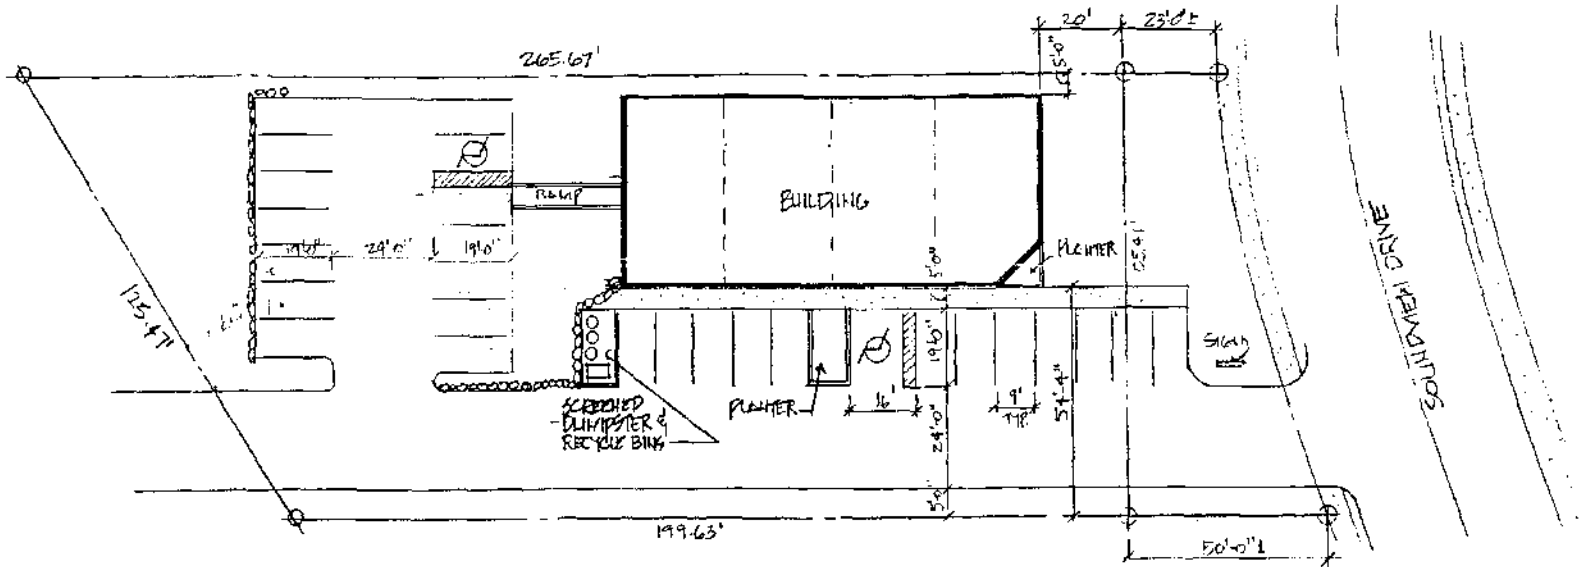 20'
23'-0"±
265.67'
5'-0"
RAMP
BUILDING
PLANTER
19'-0"
24'-0"
19'-0"
5'-0"
125.47'
SOUNDVIEW DRIVE
SIGN
19'-0"
SCREENED
DUMPSTER &
RECYCLE BINS
PLANTER
16'
9'
TYP.
54'-4"
24'-0"
5'-0"
199.63'
50'-0"±